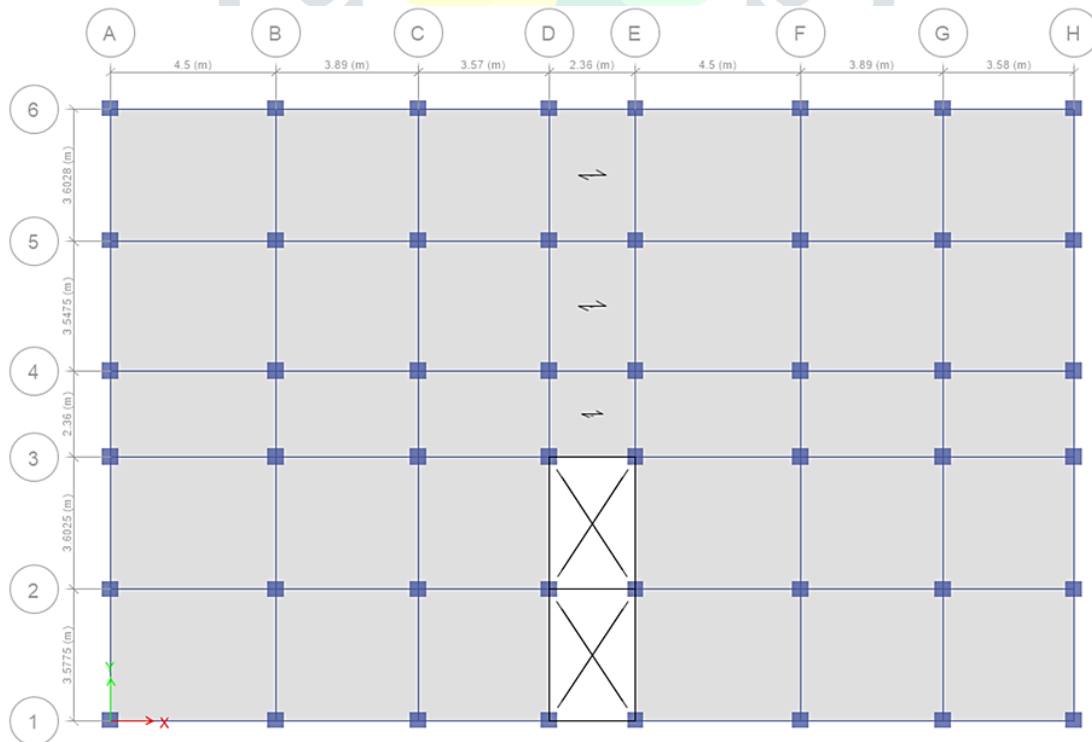 A B C D E F G H
4.5 (m) 3.89 (m) 3.57 (m) 2.36 (m) 4.5 (m) 3.89 (m) 3.58 (m)
6
3.6028 (m)
5
3.5475 (m)
4
2.36 (m)
3
3.6025 (m)
2
3.5775 (m)
Y
1
X